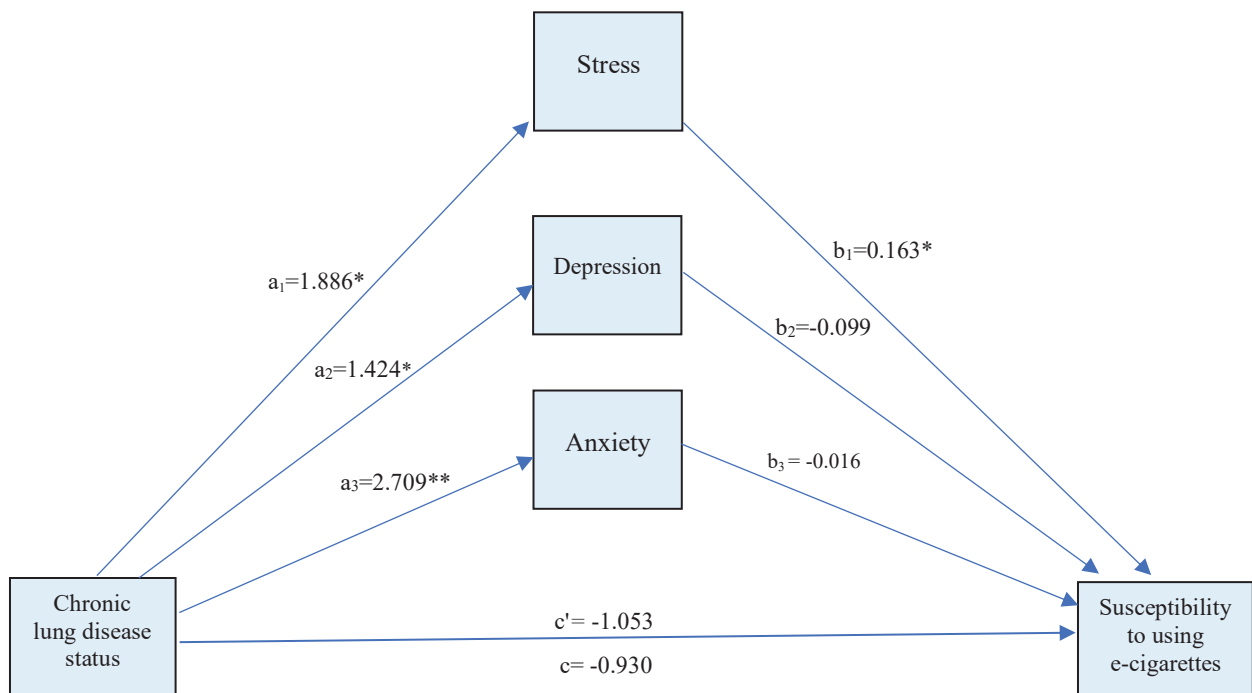 Stress
a₁=1.886*
b₁=0.163*
Depression
a₂=1.424*
b₂=-0.099
Anxiety
a₃=2.709**
b₃ = -0.016
Chronic
lung disease
status
c'= -1.053
c= -0.930
Susceptibility
to using
e-cigarettes